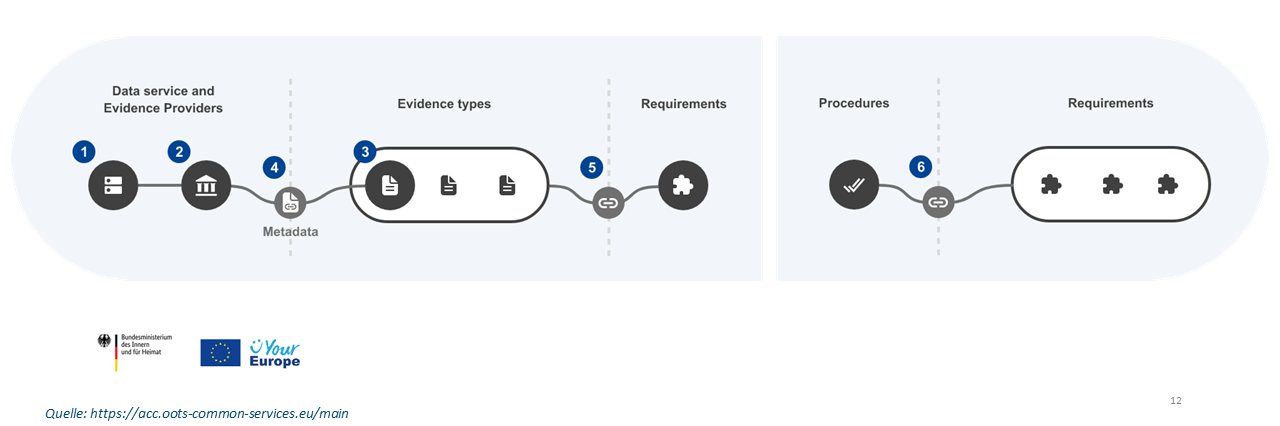 Data service and
Evidence Providers
Evidence types
Requirements
Procedures
Requirements
1
2
4
3
5
6
Metadata
Bundesministerium
des Innern
und für Heimat
Your
Europe
12
Quelle: https://acc.oots-common-services.eu/main